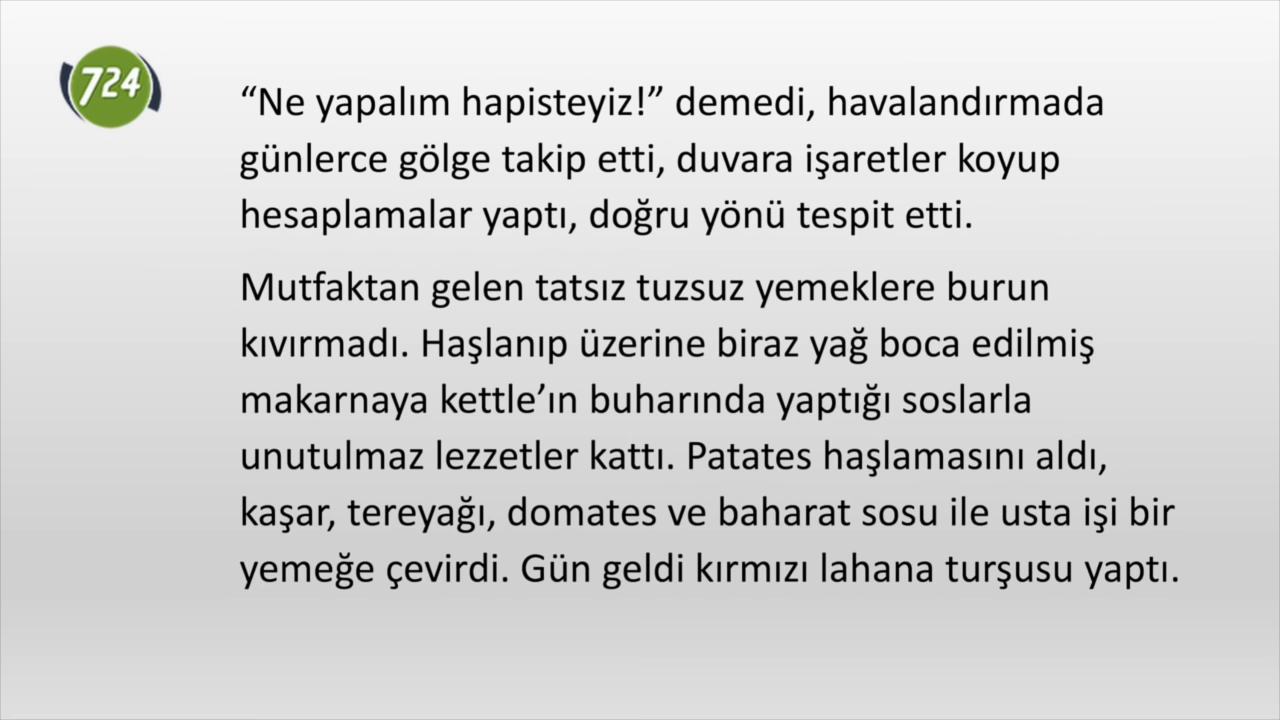 724
“Ne yapalım hapisteyiz!” demedi, havalandırmada
günlerce gölge takip etti, duvara işaretler koyup
hesaplamalar yaptı, doğru yönü tespit etti.
Mutfaktan gelen tatsız tuzsuz yemeklere burun
kıvırmadı. Haşlanıp üzerine biraz yağ boca edilmiş
makarnaya kettle’ın buharında yaptığı soslarla
unutulmaz lezzetler kattı. Patates haşlamasını aldı,
kaşar, tereyağı, domates ve baharat sosu ile usta işi bir
yemeğe çevirdi. Gün geldi kırmızı lahana turşusu yaptı.